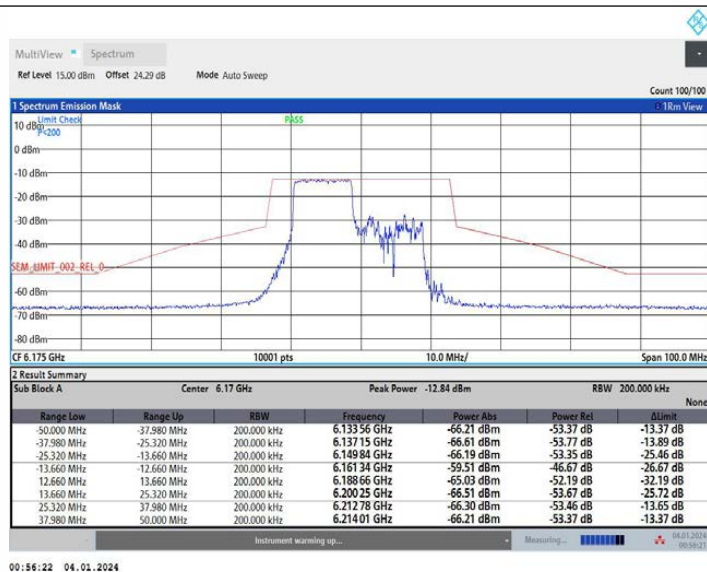 MultiView Spectrum
Ref Level 15.00 dBm Offset 24.29 dB Mode Auto Sweep
Count 100/100
1 Spectrum Emission Mask 1Rm View
Limit Check PASS
10 dBm
P<200
0 dBm
-10 dBm
-20 dBm
-30 dBm
-40 dBm
SEM_LIMIT_002_REL_0
-60 dBm
-70 dBm
-80 dBm
CF 6.175 GHz 10001 pts 10.0 MHz/ Span 100.0 MHz
2 Result Summary
Sub Block A Center 6.17 GHz Peak Power -12.84 dBm RBW 200.000 kHz
None
Range Low Range Up RBW Frequency Power Abs Power Rel ΔLimit
-50.000 MHz -37.980 MHz 200.000 kHz 6.133 56 GHz -66.21 dBm -53.37 dB -13.37 dB
-37.980 MHz -25.320 MHz 200.000 kHz 6.137 15 GHz -66.61 dBm -53.77 dB -13.89 dB
-25.320 MHz -13.660 MHz 200.000 kHz 6.149 84 GHz -66.19 dBm -53.35 dB -25.46 dB
-13.660 MHz -12.660 MHz 200.000 kHz 6.161 34 GHz -59.51 dBm -46.67 dB -26.67 dB
12.660 MHz 13.660 MHz 200.000 kHz 6.188 66 GHz -65.03 dBm -52.19 dB -32.19 dB
13.660 MHz 25.320 MHz 200.000 kHz 6.200 25 GHz -66.51 dBm -53.67 dB -25.72 dB
25.320 MHz 37.980 MHz 200.000 kHz 6.212 78 GHz -66.30 dBm -53.46 dB -13.65 dB
37.980 MHz 50.000 MHz 200.000 kHz 6.214 01 GHz -66.21 dBm -53.37 dB -13.37 dB
Instrument warming up... Measuring... 04.01.2024
00:56:21
00:56:22 04.01.2024